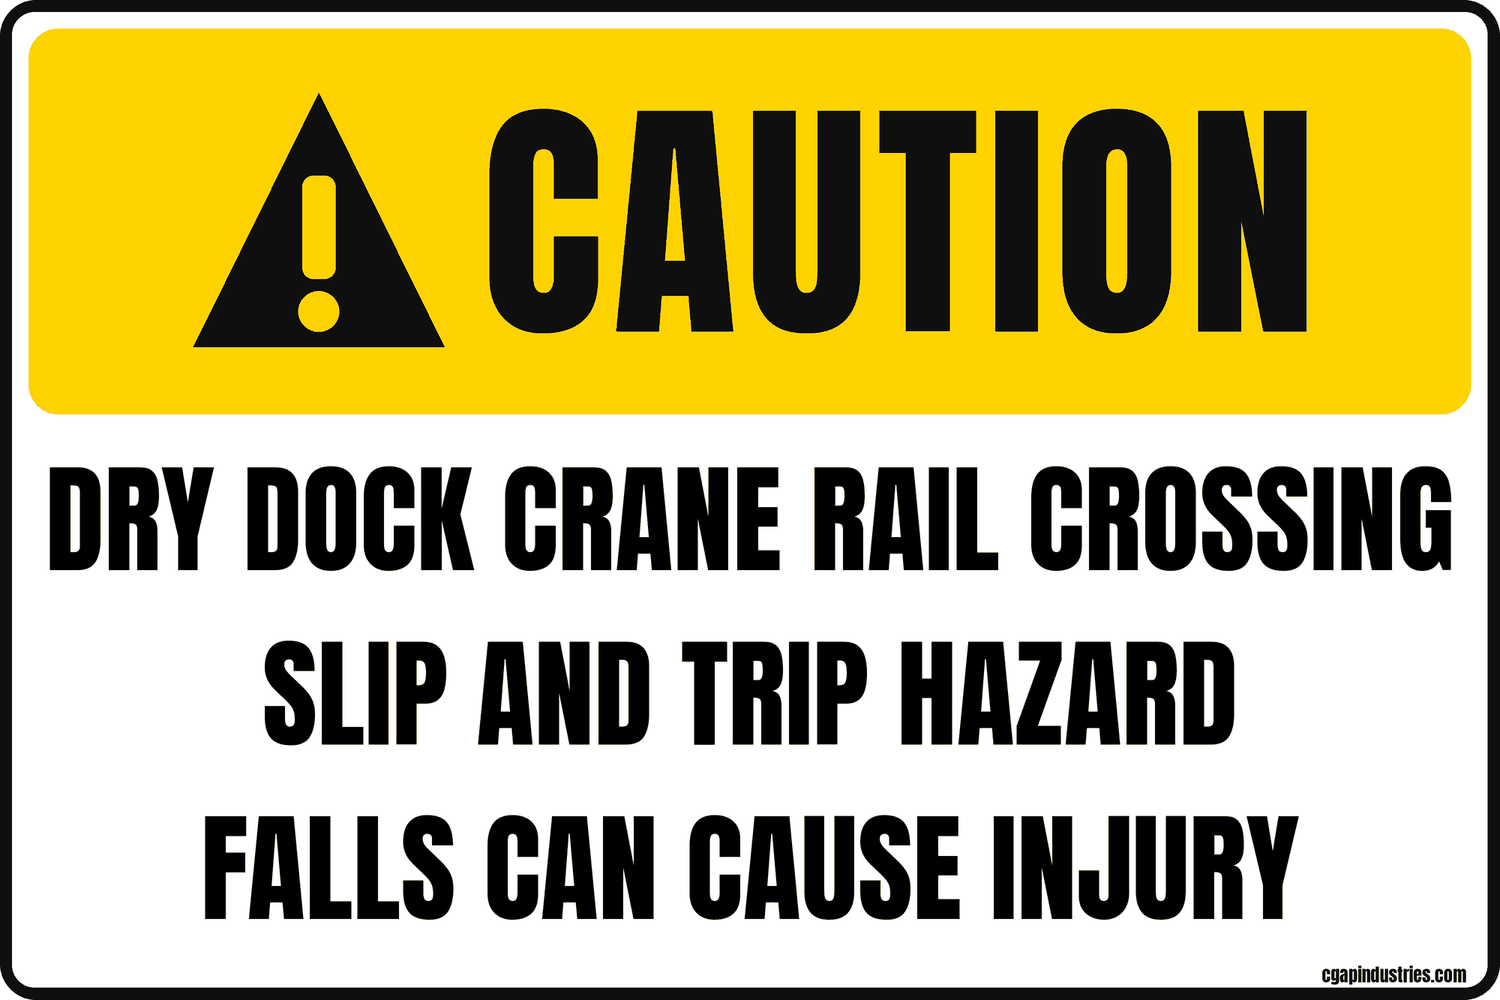 CAUTION
DRY DOCK CRANE RAIL CROSSING
SLIP AND TRIP HAZARD
FALLS CAN CAUSE INJURY
cgapindustries.com